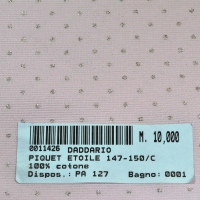 M. 10,000
0011426 DADDARIO
PIQUET ETOILE 147-150/C
100% cotone
Dispos.: PA 127 Bagno: 0001